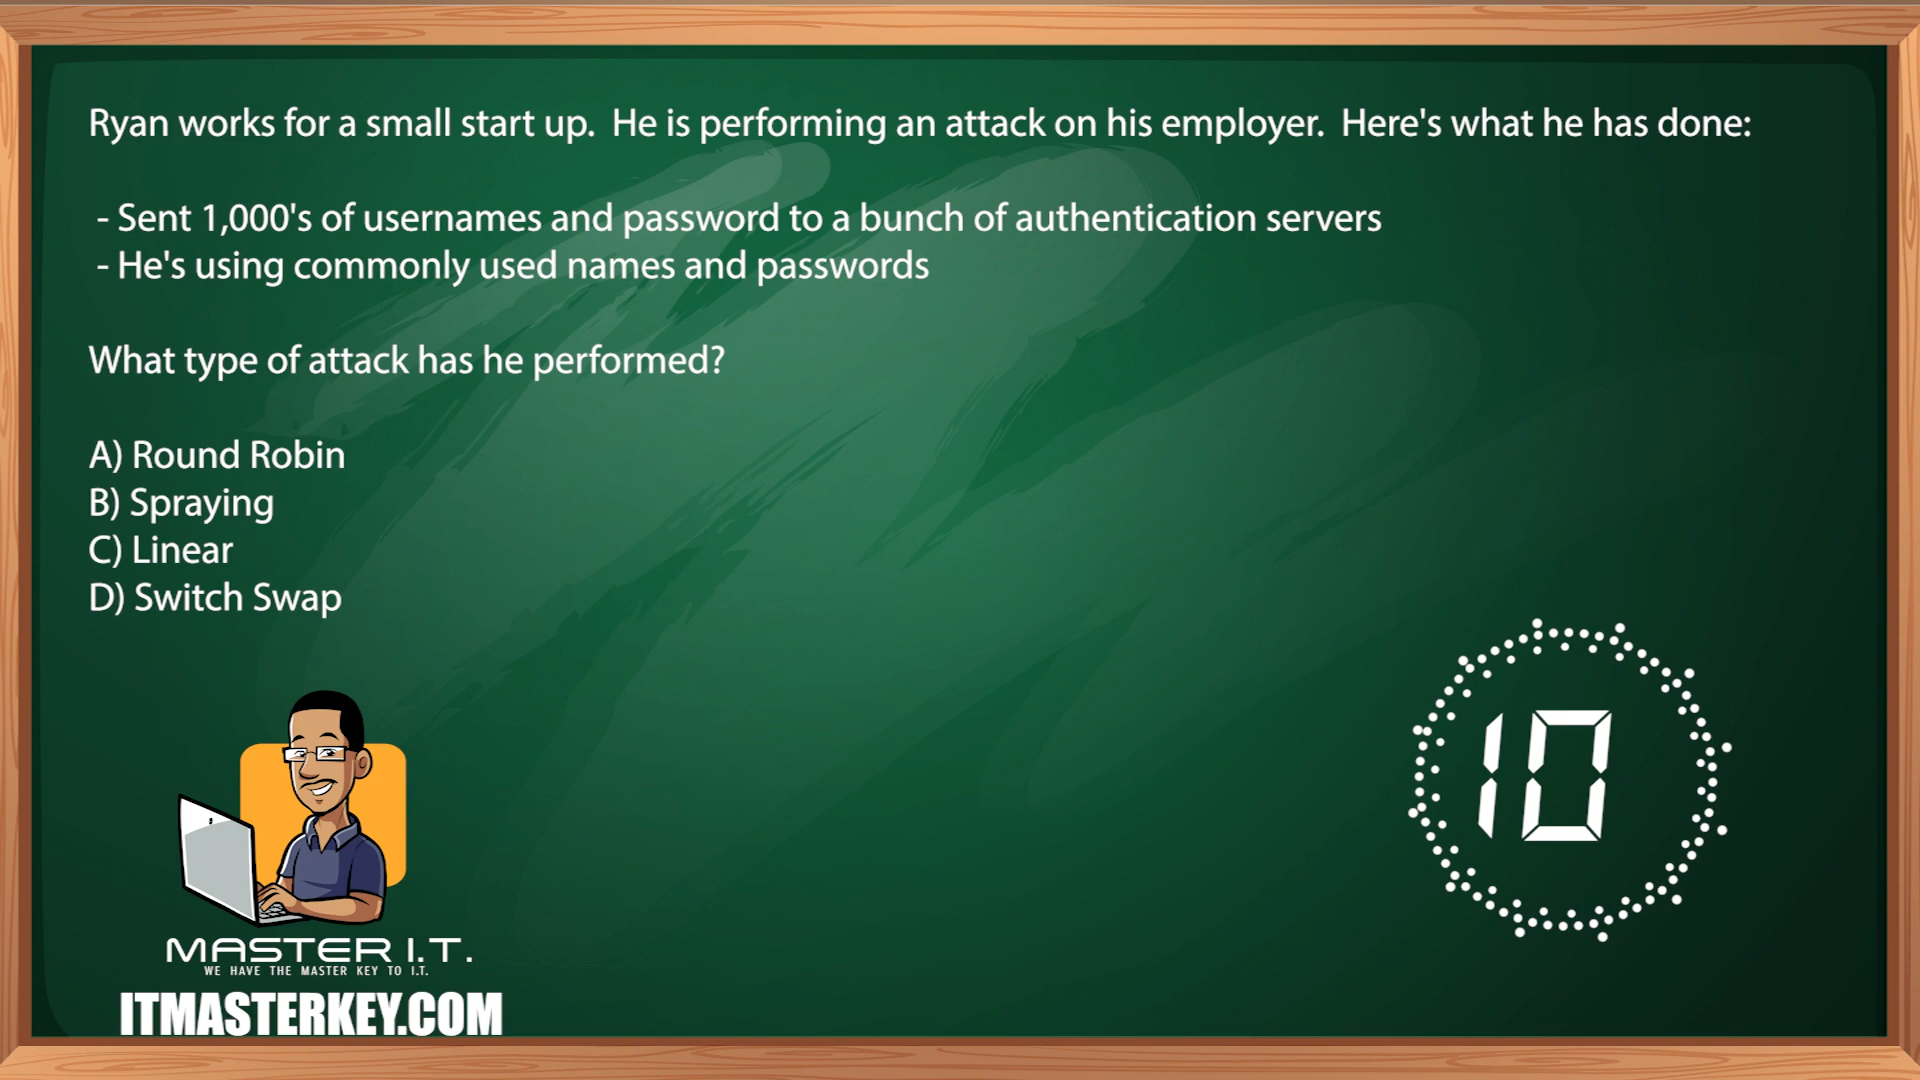 Ryan works for a small start up.  He is performing an attack on his employer.  Here's what he has done:
- Sent 1,000's of usernames and password to a bunch of authentication servers
- He's using commonly used names and passwords
What type of attack has he performed?
A) Round Robin
B) Spraying
C) Linear
D) Switch Swap
10
MASTER I.T.
WE HAVE THE MASTER KEY TO I.T.
ITMASTERKEY.COM